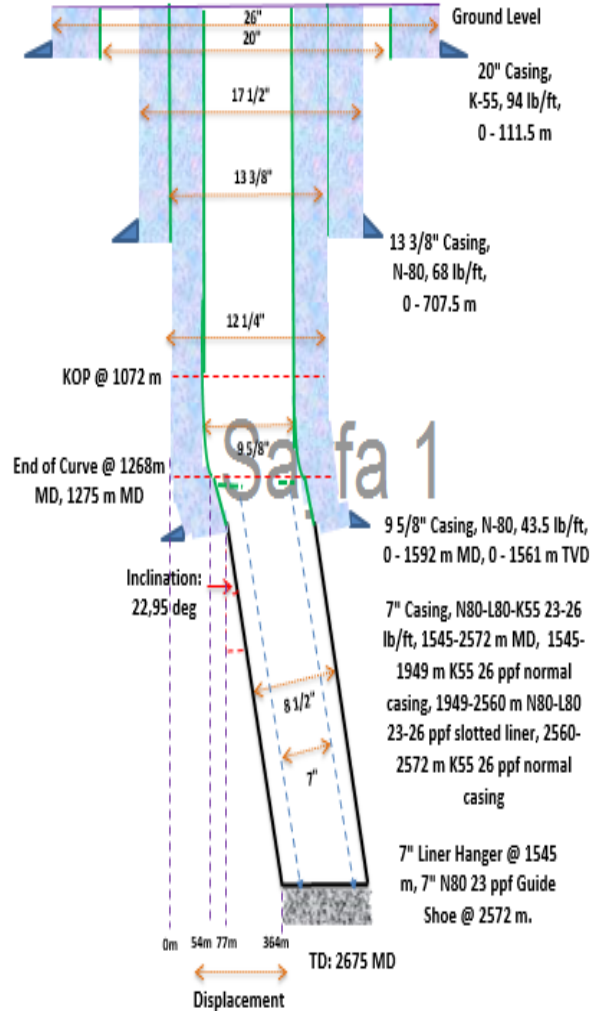 26"
Ground Level
20"
20" Casing,
K-55, 94 lb/ft,
0 - 111.5 m
17 1/2"
13 3/8"
13 3/8" Casing,
N-80, 68 lb/ft,
0 - 707.5 m
12 1/4"
KOP @ 1072 m
9 5/8"
Sa fa 1
End of Curve @ 1268m
MD, 1275 m MD
9 5/8" Casing, N-80, 43.5 lb/ft,
0 - 1592 m MD, 0 - 1561 m TVD
Inclination:
22,95 deg
7" Casing, N80-L80-K55 23-26
lb/ft, 1545-2572 m MD, 1545-
1949 m K55 26 ppf normal
casing, 1949-2560 m N80-L80
23-26 ppf slotted liner, 2560-
2572 m K55 26 ppf normal
casing
8 1/2"
7"
7" Liner Hanger @ 1545
m, 7" N80 23 ppf Guide
Shoe @ 2572 m.
0m 54m 77m 364m
TD: 2675 MD
Displacement